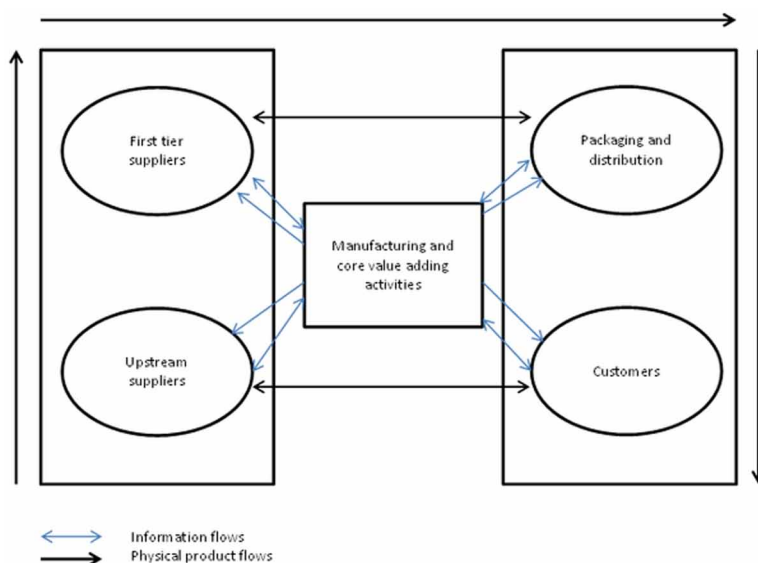 First tier
suppliers
Packaging and
distribution
Manufacturing and
core value adding
activities
Upstream
suppliers
Customers
Information flows
Physical product flows